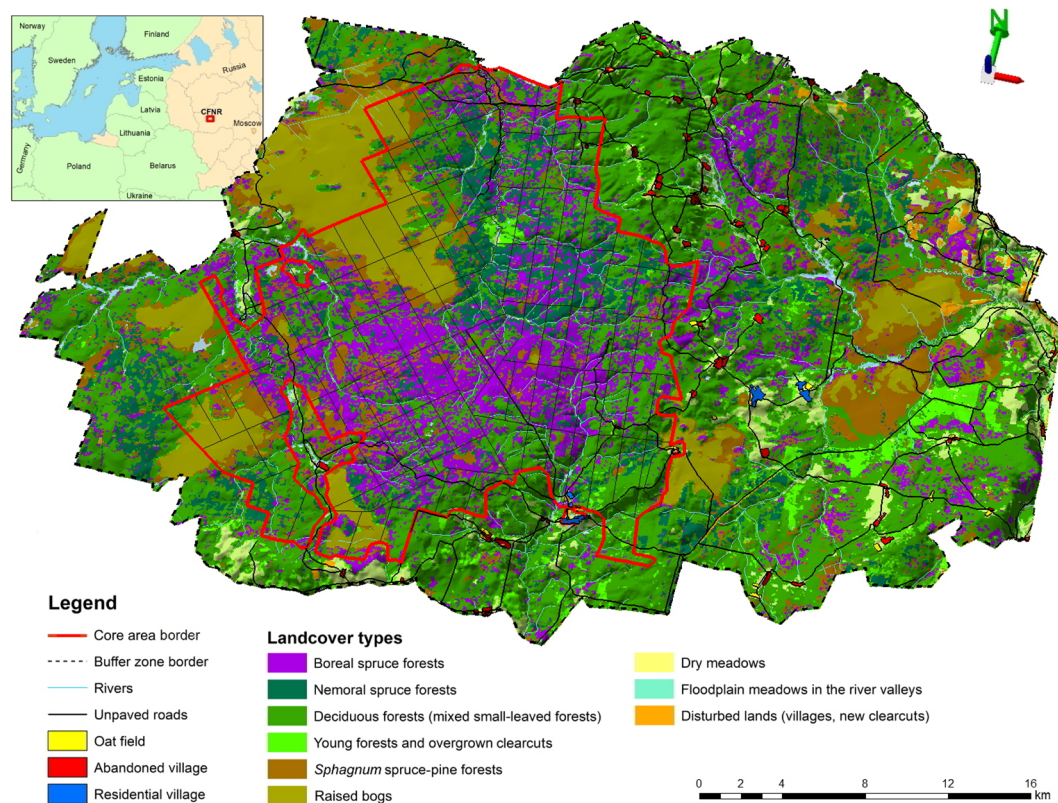 Norway
Finland
Sweden
Estonia
Russia
Latvia
CFNR
Moscow
Lithuania
Germany
Poland
Belarus
Ukraine
N
Legend
Core area border
Buffer zone border
Rivers
Unpaved roads
Oat field
Abandoned village
Residential village
Landcover types
Boreal spruce forests
Nemoral spruce forests
Deciduous forests (mixed small-leaved forests)
Young forests and overgrown clearcuts
Sphagnum spruce-pine forests
Raised bogs
Dry meadows
Floodplain meadows in the river valleys
Disturbed lands (villages, new clearcuts)
0 2 4 8 12 16
km